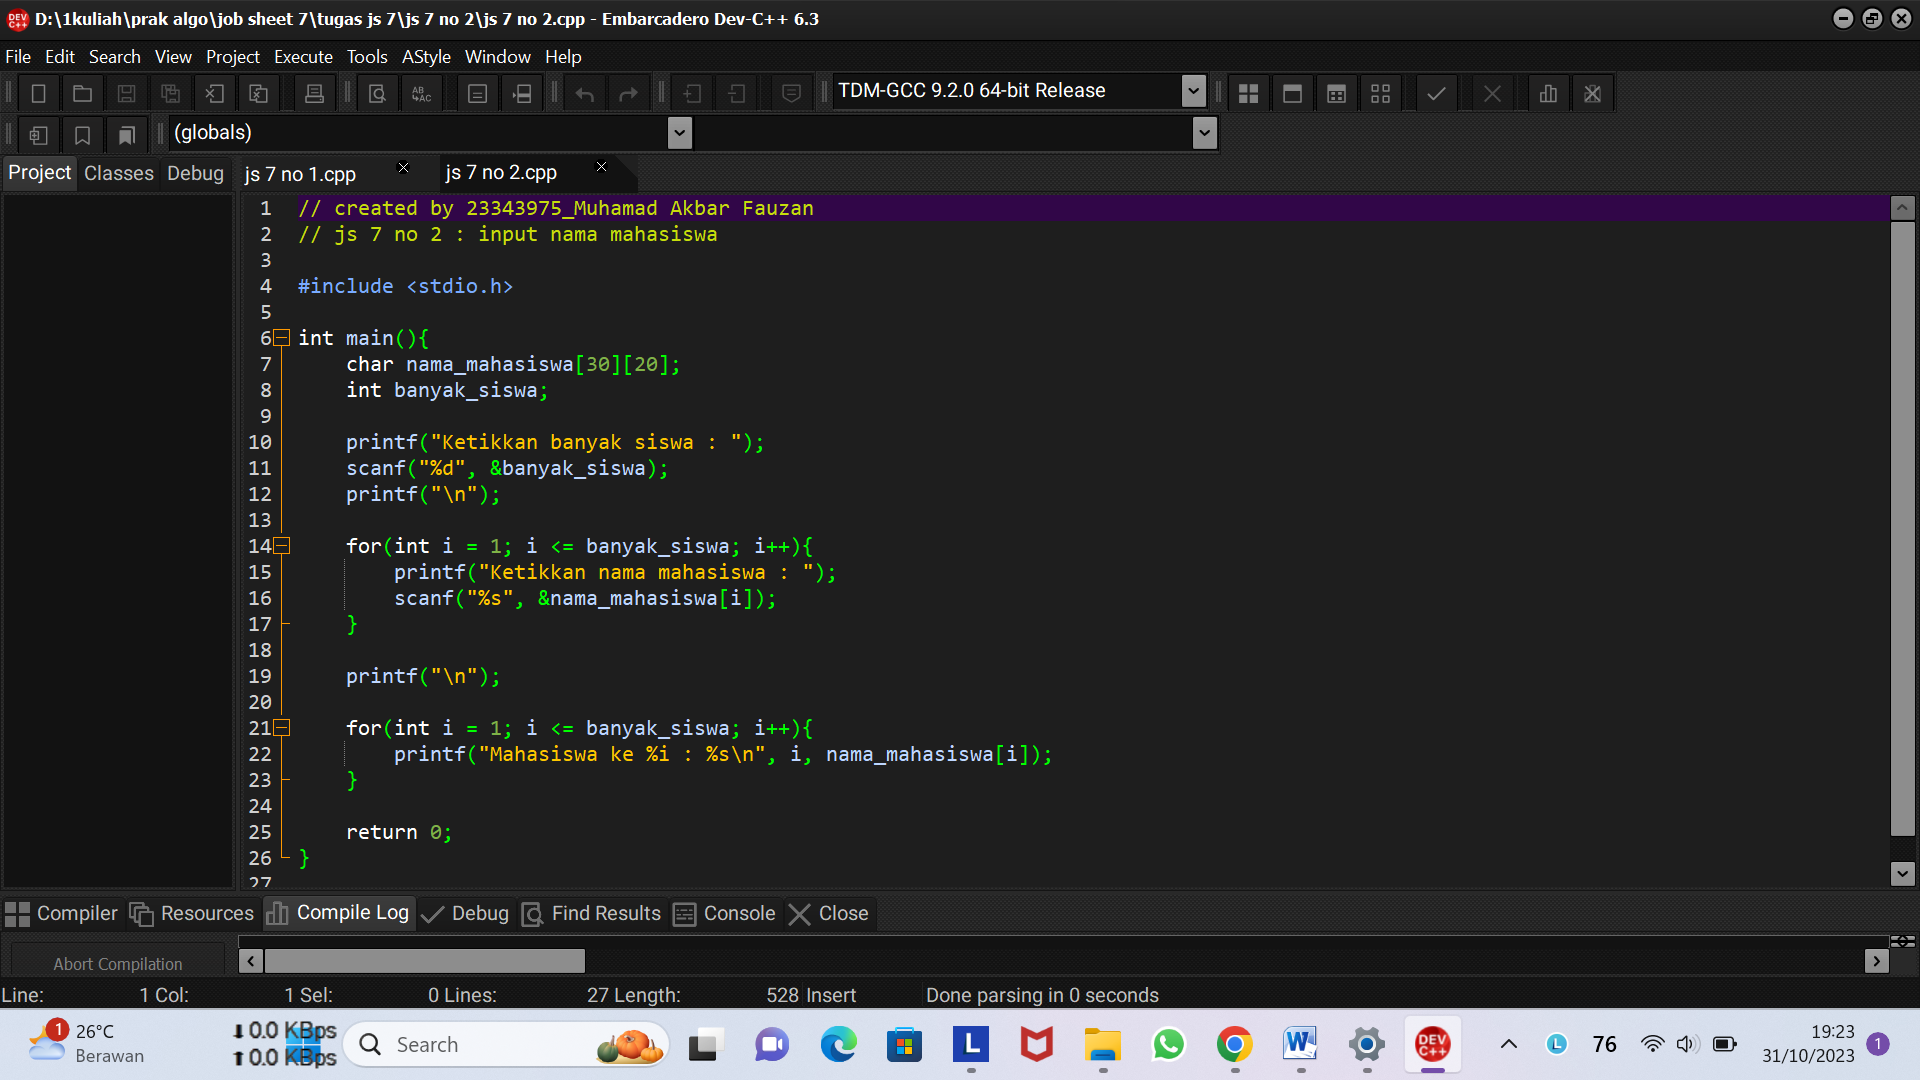 D:\1kuliah\prak algo\job sheet 7\tugas js 7\js 7 no 2\js 7 no 2.cpp - Embarcadero Dev-C++ 6.3
File Edit Search View Project Execute Tools AStyle Window Help
TDM-GCC 9.2.0 64-bit Release
(globals)
Project Classes Debug js 7 no 1.cpp js 7 no 2.cpp
1 // created by 23343975_Muhamad Akbar Fauzan
2 // js 7 no 2 : input nama mahasiswa
3
4 #include <stdio.h>
5
6 int main(){
7     char nama_mahasiswa[30][20];
8     int banyak_siswa;
9
10     printf("Ketikkan banyak siswa : ");
11     scanf("%d", &banyak_siswa);
12     printf("\n");
13
14     for(int i = 1; i <= banyak_siswa; i++){
15         printf("Ketikkan nama mahasiswa : ");
16         scanf("%s", &nama_mahasiswa[i]);
17     }
18
19     printf("\n");
20
21     for(int i = 1; i <= banyak_siswa; i++){
22         printf("Mahasiswa ke %i : %s\n", i, nama_mahasiswa[i]);
23     }
24
25     return 0;
26 }
27
Compiler Resources Compile Log Debug Find Results Console Close
Abort Compilation
Line: 1 Col: 1 Sel: 0 Lines: 27 Length: 528 Insert Done parsing in 0 seconds
1 26°C
Berawan
0.0 KBps
0.0 KBps
Search
L
DEV C++
L
76
19:23
31/10/2023
1